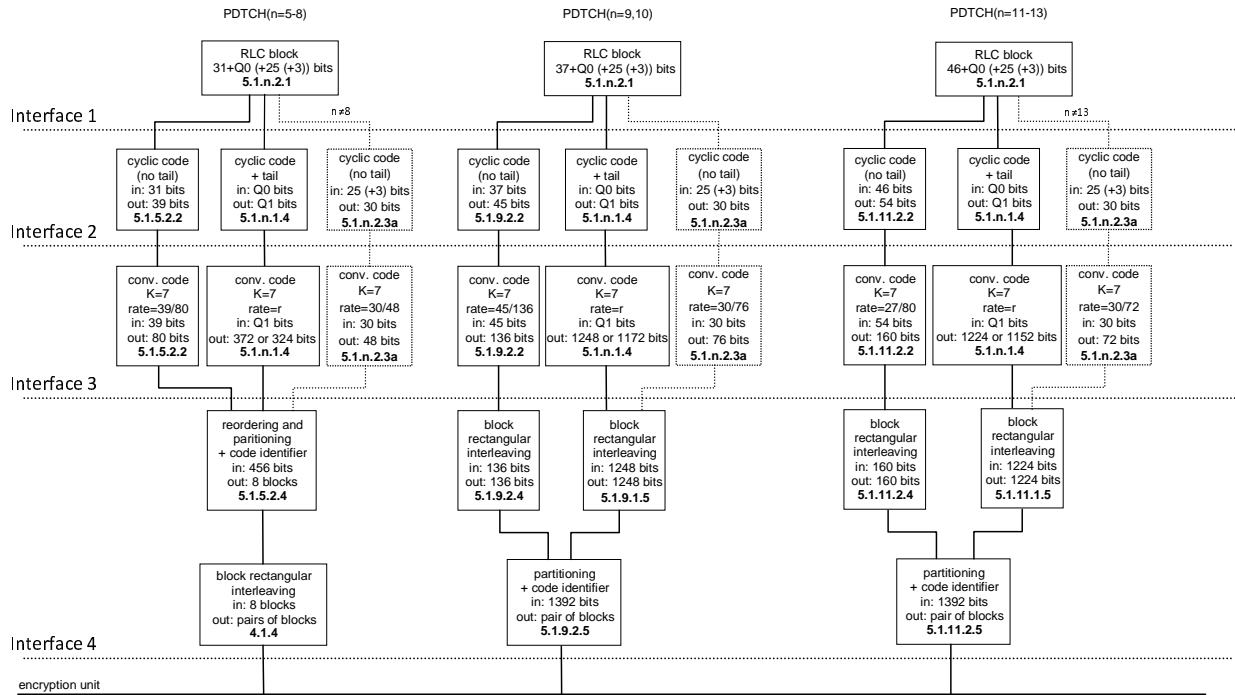 PDTCH(n=5-8)
PDTCH(n=9,10)
PDTCH(n=11-13)
RLC block
31+Q0 (+25 (+3)) bits
5.1.n.2.1
RLC block
37+Q0 (+25 (+3)) bits
5.1.n.2.1
RLC block
46+Q0 (+25 (+3)) bits
5.1.n.2.1
Interface 1
n≠8
n≠13
cyclic code
(no tail)
in: 31 bits
out: 39 bits
5.1.5.2.2
cyclic code
+ tail
in: Q0 bits
out: Q1 bits
5.1.n.1.4
cyclic code
(no tail)
in: 25 (+3) bits
out: 30 bits
5.1.n.2.3a
cyclic code
(no tail)
in: 37 bits
out: 45 bits
5.1.9.2.2
cyclic code
+ tail
in: Q0 bits
out: Q1 bits
5.1.n.1.4
cyclic code
(no tail)
in: 25 (+3) bits
out: 30 bits
5.1.n.2.3a
cyclic code
(no tail)
in: 46 bits
out: 54 bits
5.1.11.2.2
cyclic code
+ tail
in: Q0 bits
out: Q1 bits
5.1.n.1.4
cyclic code
(no tail)
in: 25 (+3) bits
out: 30 bits
5.1.n.2.3a
Interface 2
conv. code
K=7
rate=39/80
in: 39 bits
out: 80 bits
5.1.5.2.2
conv. code
K=7
rate=r
in: Q1 bits
out: 372 or 324 bits
5.1.n.1.4
conv. code
K=7
rate=30/48
in: 30 bits
out: 48 bits
5.1.n.2.3a
conv. code
K=7
rate=45/136
in: 45 bits
out: 136 bits
5.1.9.2.2
conv. code
K=7
rate=r
in: Q1 bits
out: 1248 or 1172 bits
5.1.n.1.4
conv. code
K=7
rate=30/76
in: 30 bits
out: 76 bits
5.1.n.2.3a
conv. code
K=7
rate=27/80
in: 54 bits
out: 160 bits
5.1.11.2.2
conv. code
K=7
rate=r
in: Q1 bits
out: 1224 or 1152 bits
5.1.n.1.4
conv. code
K=7
rate=30/72
in: 30 bits
out: 72 bits
5.1.n.2.3a
Interface 3
reordering and
partitioning
+ code identifier
in: 456 bits
out: 8 blocks
5.1.5.2.4
block
rectangular
interleaving
in: 136 bits
out: 136 bits
5.1.9.2.4
block
rectangular
interleaving
in: 1248 bits
out: 1248 bits
5.1.9.1.5
block
rectangular
interleaving
in: 160 bits
out: 160 bits
5.1.11.2.4
block
rectangular
interleaving
in: 1224 bits
out: 1224 bits
5.1.11.1.5
block rectangular
interleaving
in: 8 blocks
out: pairs of blocks
4.1.4
partitioning
+ code identifier
in: 1392 bits
out: pair of blocks
5.1.9.2.5
partitioning
+ code identifier
in: 1392 bits
out: pair of blocks
5.1.11.2.5
Interface 4
encryption unit